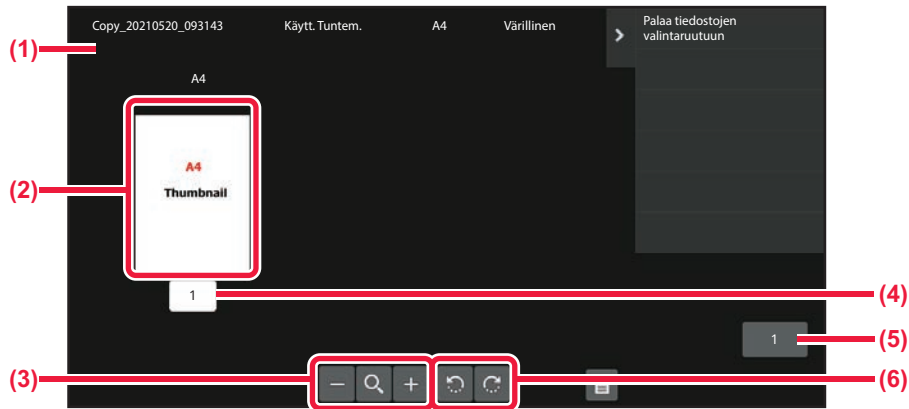 Copy_20210520_093143 Käytt. Tuntem. A4 Värillinen
Palaa tiedostojen
valintaruutuun
(1)
A4
A4
Thumbnail
(2)
1
(4)
1
(5)
(3)
(6)